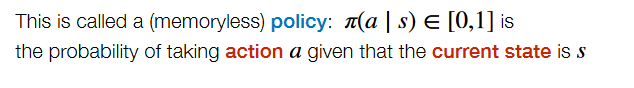 This is called a (memoryless) policy: π(a | s) ∈ [0,1] is
the probability of taking action a given that the current state is s